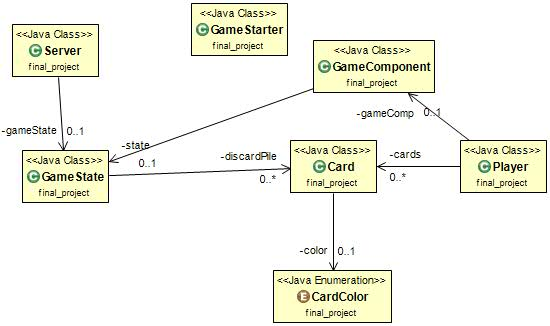 <<Java Class>>
GameStarter
final_project
<<Java Class>>
Server
final_project
<<Java Class>>
GameComponent
final_project
-gameState
0..1
-state
0..1
-gameComp
0..1
<<Java Class>>
GameState
final_project
-discardPile
0..*
<<Java Class>>
Card
final_project
-cards
0..*
<<Java Class>>
Player
final_project
-color
0..1
<<Java Enumeration>>
CardColor
final_project